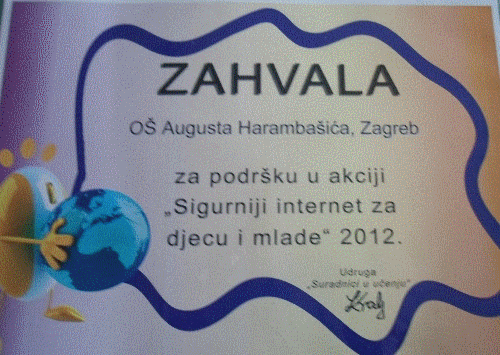 ZAHVALA
OŠ Augusta Harambašića, Zagreb
za podršku u akciji
„Sigurniji internet za
djecu i mlade“ 2012.
Udruga
„Suradnici u učenju“